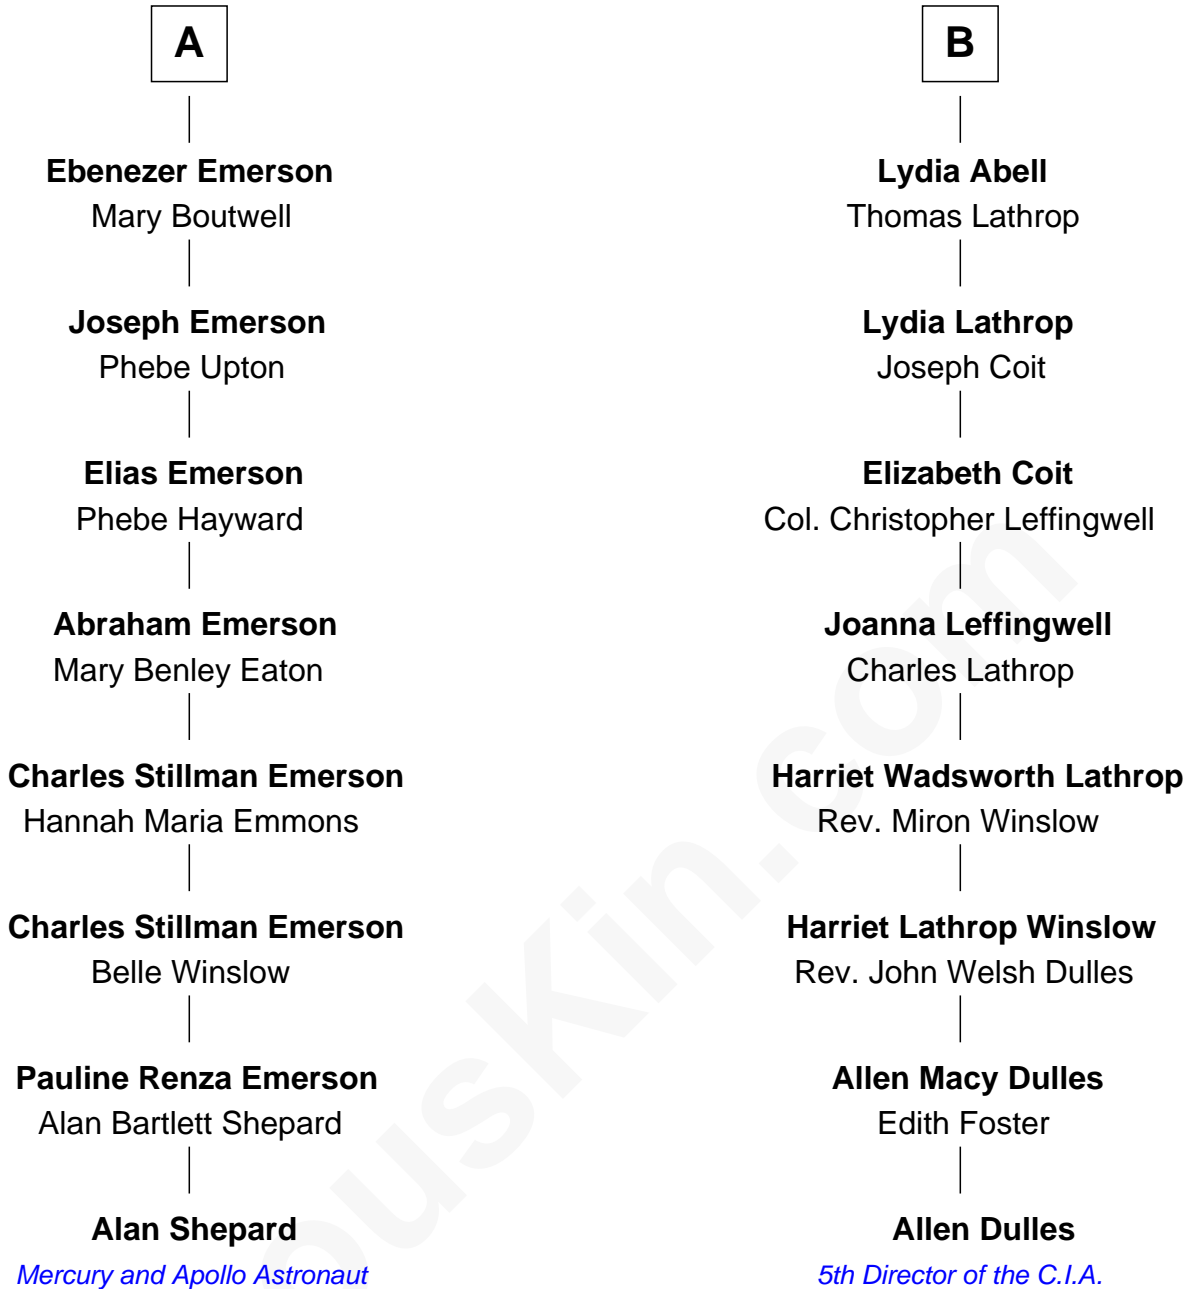 A
Ebenezer Emerson
Mary Boutwell
Joseph Emerson
Phebe Upton
Elias Emerson
Phebe Hayward
Abraham Emerson
Mary Benley Eaton
Charles Stillman Emerson
Hannah Maria Emmons
Charles Stillman Emerson
Belle Winslow
Pauline Renza Emerson
Alan Bartlett Shepard
Alan Shepard
Mercury and Apollo Astronaut
B
Lydia Abell
Thomas Lathrop
Lydia Lathrop
Joseph Coit
Elizabeth Coit
Col. Christopher Leffingwell
Joanna Leffingwell
Charles Lathrop
Harriet Wadsworth Lathrop
Rev. Miron Winslow
Harriet Lathrop Winslow
Rev. John Welsh Dulles
Allen Macy Dulles
Edith Foster
Allen Dulles
5th Director of the C.I.A.
ousKin.com